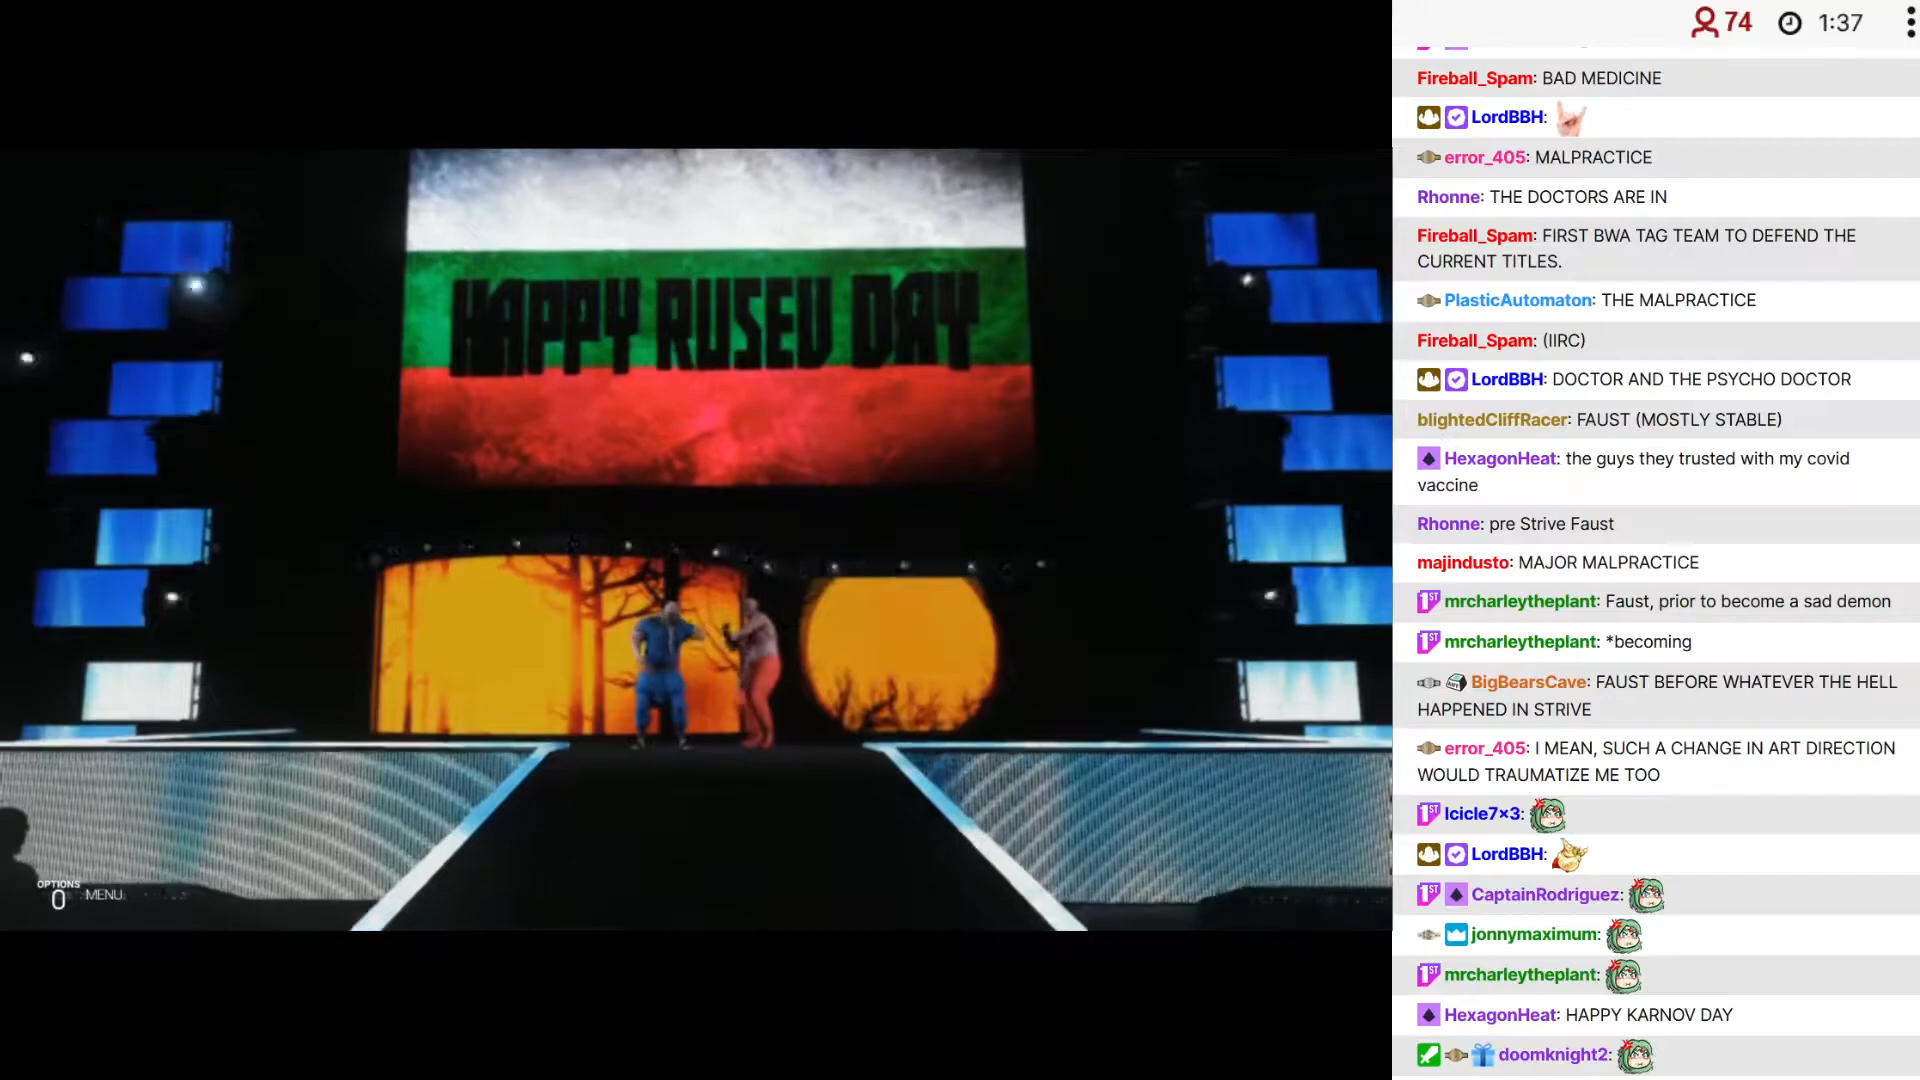 74 1:37
Fireball_Spam: BAD MEDICINE
LordBBH:
error_405: MALPRACTICE
Rhonne: THE DOCTORS ARE IN
Fireball_Spam: FIRST BWA TAG TEAM TO DEFEND THE
CURRENT TITLES.
PlasticAutomaton: THE MALPRACTICE
Fireball_Spam: (IIRC)
LordBBH: DOCTOR AND THE PSYCHO DOCTOR
blightedCliffRacer: FAUST (MOSTLY STABLE)
HexagonHeat: the guys they trusted with my covid
vaccine
Rhonne: pre Strive Faust
majindusto: MAJOR MALPRACTICE
1ST mrcharleytheplant: Faust, prior to become a sad demon
1ST mrcharleytheplant: *becoming
BigBearsCave: FAUST BEFORE WHATEVER THE HELL
HAPPENED IN STRIVE
error_405: I MEAN, SUCH A CHANGE IN ART DIRECTION
WOULD TRAUMATIZE ME TOO
1ST Icicle7x3:
LordBBH:
1ST CaptainRodriguez:
jonnymaximum:
1ST mrcharleytheplant:
HexagonHeat: HAPPY KARNOV DAY
doomknight2:
HAPPY RUSEV DAY
OPTIONS
MENU